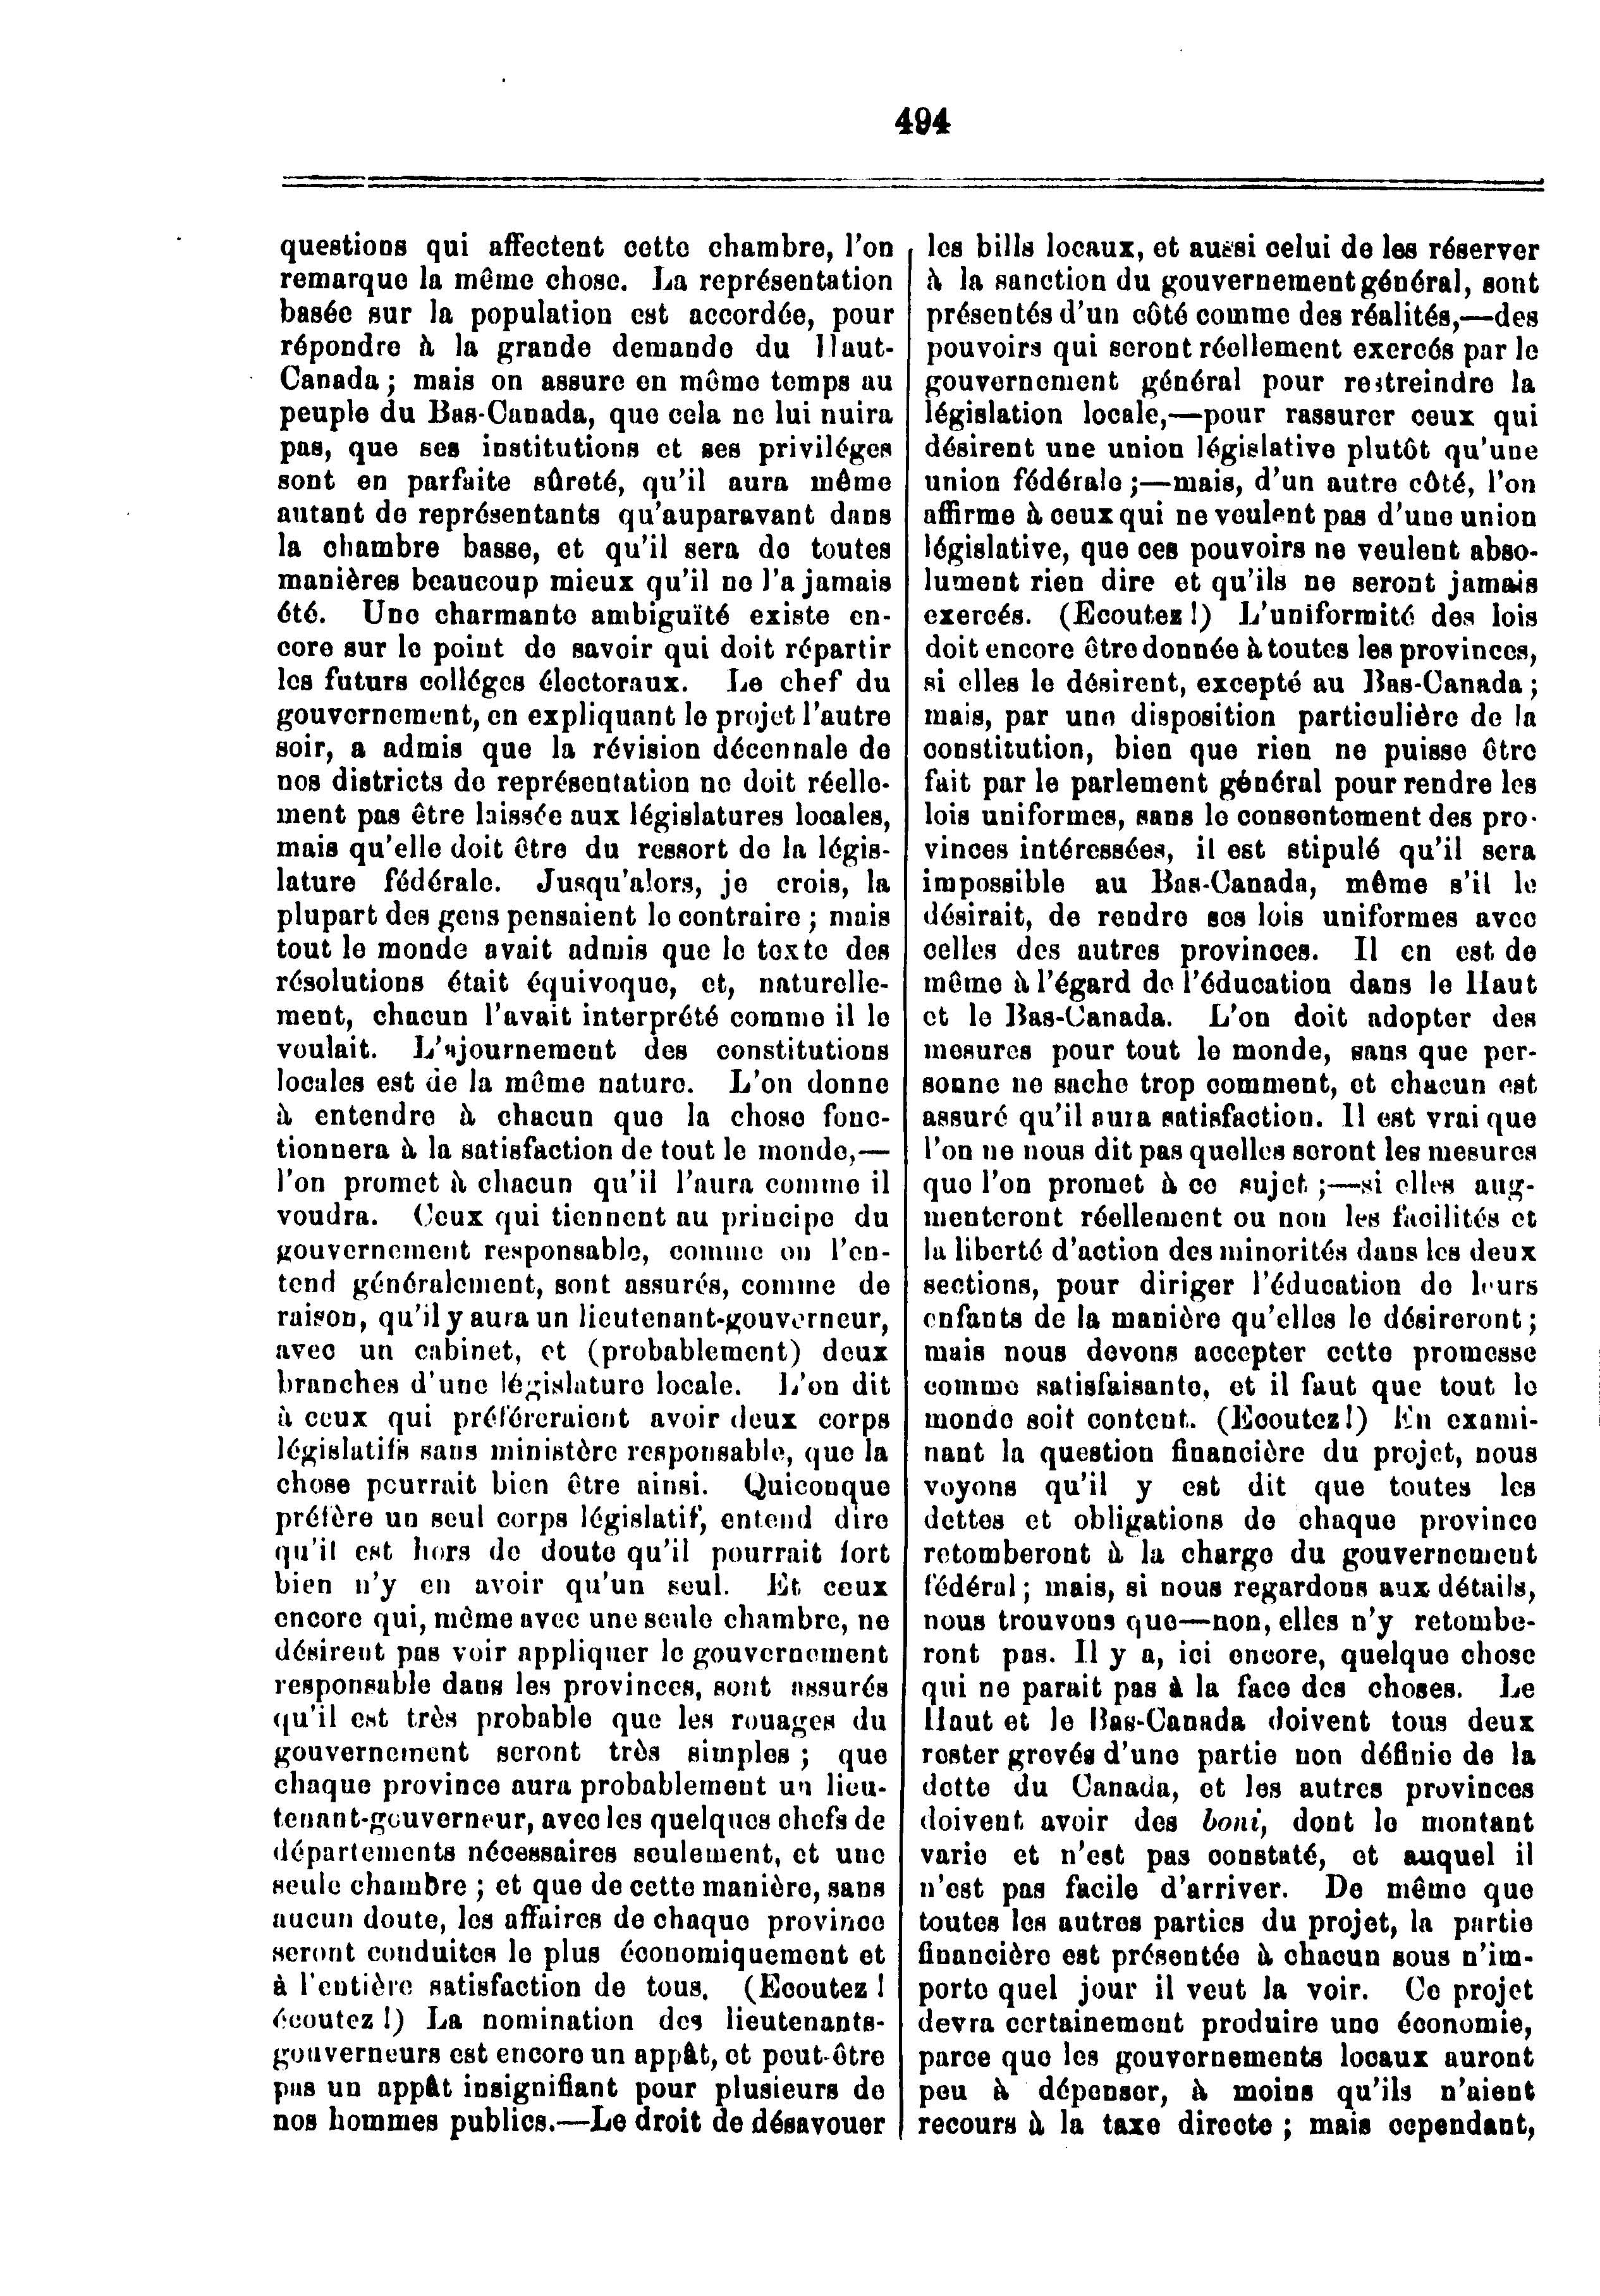 494
questions qui affectent cette chambre, l'on
remarque la même chose. La représentation
basée sur la population est accordée, pour
répondre à la grande demande du Haut-
Canada ; mais on assure en même temps au
peuple du Bas-Canada, que cela ne lui nuira
pas, que ses institutions et ses priviléges
sont en parfaite sûreté, qu'il aura même
autant de représentants qu'auparavant dans
la chambre basse, et qu'il sera de toutes
manières beaucoup mieux qu'il ne l'a jamais
été. Une charmante ambiguïté existe en-
core sur le point de savoir qui doit répartir
les futurs colléges électoraux. Le chef du
gouvernement, en expliquant le projet l'autre
soir, a admis que la révision décennale de
nos districts de représentation ne doit réelle-
ment pas être laissée aux législatures locales,
mais qu'elle doit être du ressort de la légis-
lature fédérale. Jusqu'alors, je crois, la
plupart des gens pensaient le contraire ; mais
tout le monde avait admis que le texte des
résolutions était équivoque, et, naturelle-
ment, chacun l'avait interprété comme il le
voulait. L'ajournement des constitutions
locales est de la même nature. L'on donne
à entendre à chacun que la chose fonc-
tionnera à la satisfaction de tout le monde,—
l'on promet à chacun qu'il l'aura comme il
voudra. Ceux qui tiennent au principe du
gouvernement responsable, comme on l'en-
tend généralement, sont assurés, comme de
raison, qu'il y aura un lieutenant-gouverneur,
avec un cabinet, et (probablement) deux
branches d'une législature locale. L'on dit
à ceux qui préféreraient avoir deux corps
législatifs sans ministère responsable, que la
chose pourrait bien être ainsi. Quiconque
préfère un seul corps législatif, entend dire
qu'il est hors de doute qu'il pourrait fort
bien n'y en avoir qu'un seul. Et ceux
encore qui, même avec une seule chambre, ne
désirent pas voir appliquer le gouvernement
responsable dans les provinces, sont assurés
qu'il est très probable que les rouages du
gouvernement seront très simples ; que
chaque province aura probablement un lieu-
tenant-gouverneur, avec les quelques chefs de
départements nécessaires seulement, et une
seule chambre ; et que de cette manière, sans
aucun doute, les affaires de chaque province
seront conduites le plus économiquement et
à l'entière satisfaction de tous. (Ecoutez !
écoutez !) La nomination des lieutenants-
gouverneurs est encore un appât, et peut-être
pas un appât insignifiant pour plusieurs de
nos hommes publics.—Le droit de désavouer
les bills locaux, et aussi celui de les réserver
à la sanction du gouvernement général, sont
présentés d'un côté comme des réalités,—des
pouvoirs qui seront réellement exercés par le
gouvernement général pour restreindre la
législation locale,—pour rassurer ceux qui
désirent une union législative plutôt qu'une
union fédérale ;—mais, d'un autre côté, l'on
affirme à ceux qui ne veulent pas d'une union
législative, que ces pouvoirs ne veulent abso-
lument rien dire et qu'ils ne seront jamais
exercés. (Ecoutez !) L'uniformité des lois
doit encore être donnée à toutes les provinces,
si elles le désirent, excepté au Bas-Canada ;
mais, par une disposition particulière de la
constitution, bien que rien ne puisse être
fait par le parlement général pour rendre les
lois uniformes, sans le consentement des pro-
vinces intéressées, il est stipulé qu'il sera
impossible au Bas-Canada, même s'il le
désirait, de rendre ses lois uniformes avec
celles des autres provinces. Il en est de
même à l'égard de l'éducation dans le Haut
et le Bas-Canada. L'on doit adopter des
mesures pour tout le monde, sans que per-
sonne ne sache trop comment, et chacun est
assuré qu'il aura satisfaction. Il est vrai que
l'on ne nous dit pas quelles seront les mesures
que l'on promet à ce sujet ;—si elles aug-
menteront réellement ou non les facilités et
la liberté d'action des minorités dans les deux
sections, pour diriger l'éducation de leurs
enfants de la manière qu'elles le désireront ;
mais nous devons accepter cette promesse
comme satisfaisante, et il faut que tout le
monde soit content. (Ecoutez !) En exami-
nant la question financière du projet, nous
voyons qu'il y est dit que toutes les
dettes et obligations de chaque province
retomberont à la charge du gouvernement
fédéral ; mais, si nous regardons aux détails,
nous trouvons que—non, elles n'y retombe-
ront pas. Il y a, ici encore, quelque chose
qui ne parait pas à la face des choses. Le
Haut et le Bas-Canada doivent tous deux
rester grevés d'une partie non définie de la
dette du Canada, et les autres provinces
doivent avoir des boni, dont le montant
varie et n'est pas constaté, et auquel il
n'est pas facile d'arriver. De même que
toutes les autres parties du projet, la partie
financière est présentée à chacun sous n'im-
porte quel jour il veut la voir. Ce projet
devra certainement produire une économie,
parce que les gouvernements locaux auront
peu à dépenser, à moins qu'ils n'aient
recours à la taxe directe ; mais cependant,